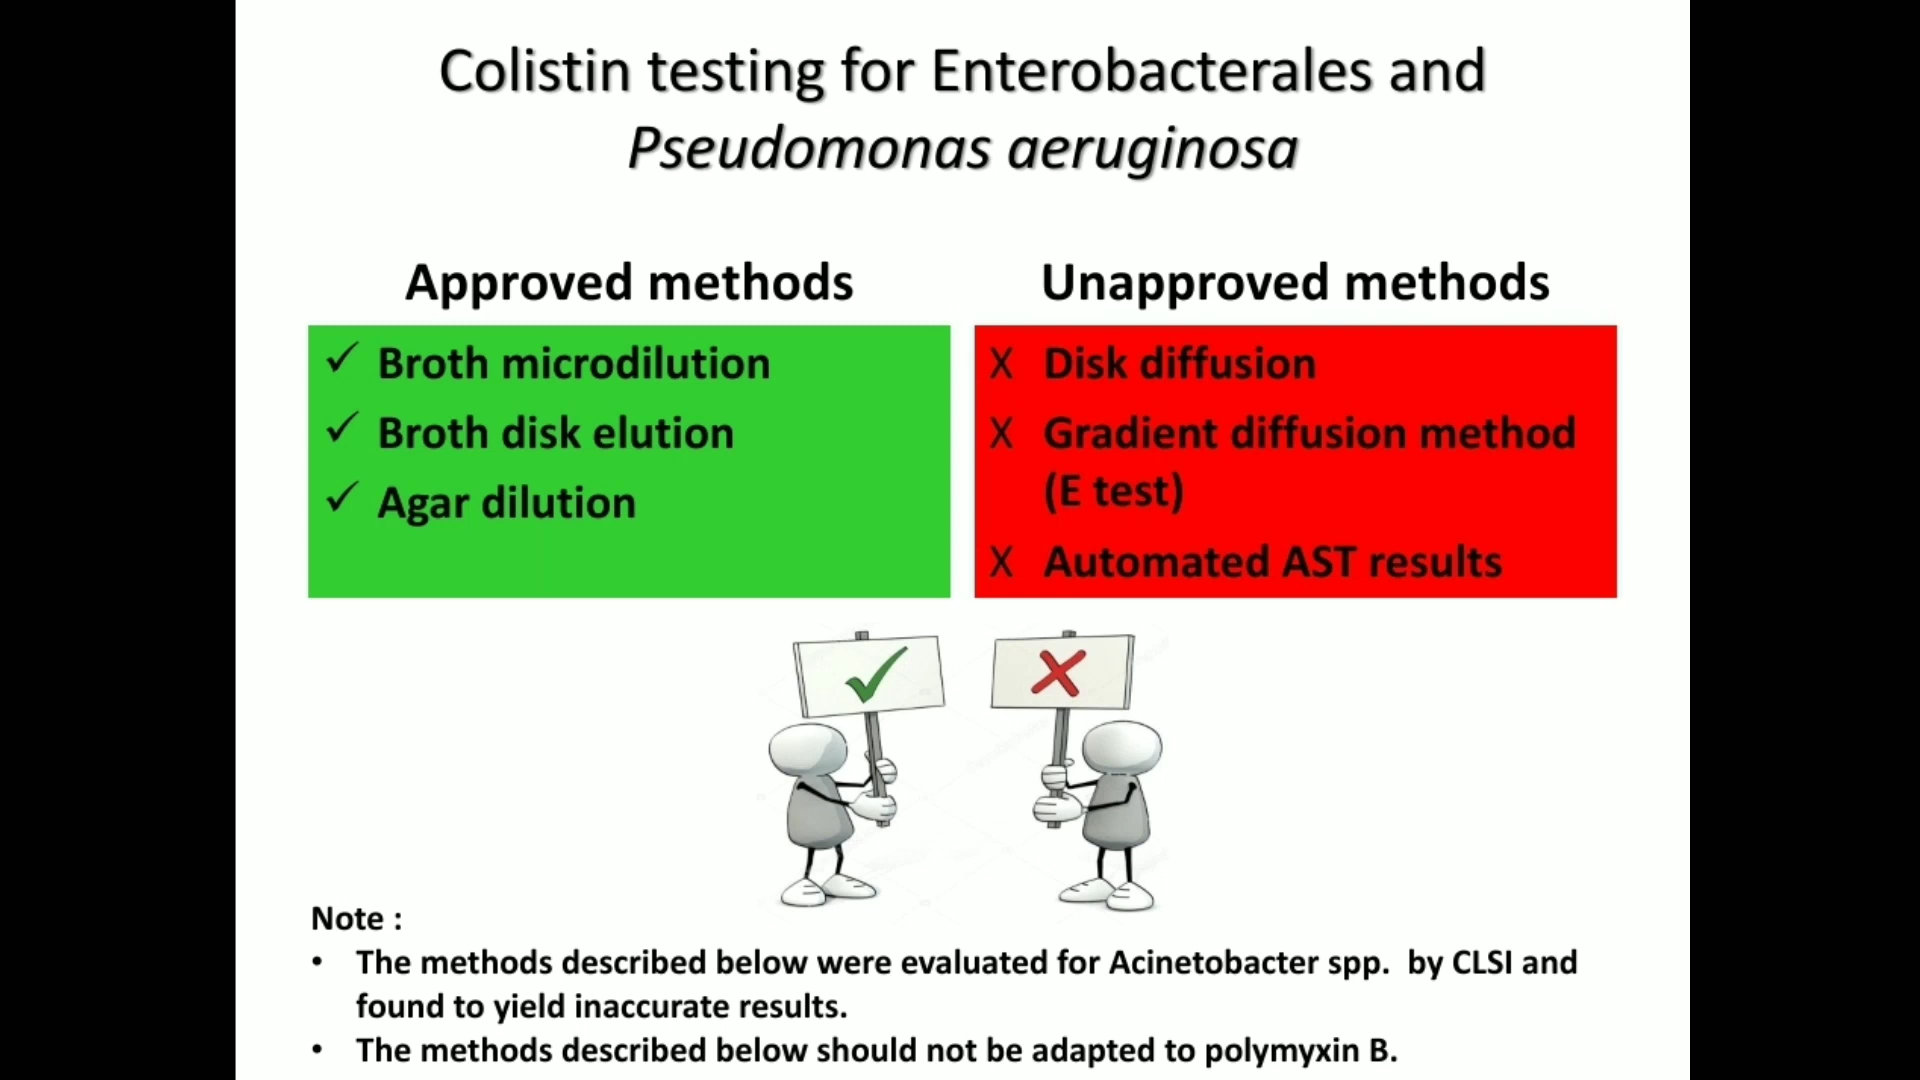 Colistin testing for Enterobacterales and
Pseudomonas aeruginosa
Approved methods
✓ Broth microdilution
✓ Broth disk elution
✓ Agar dilution
Unapproved methods
X Disk diffusion
X Gradient diffusion method
(E test)
X Automated AST results
Note :
• The methods described below were evaluated for Acinetobacter spp.  by CLSI and
found to yield inaccurate results.
• The methods described below should not be adapted to polymyxin B.